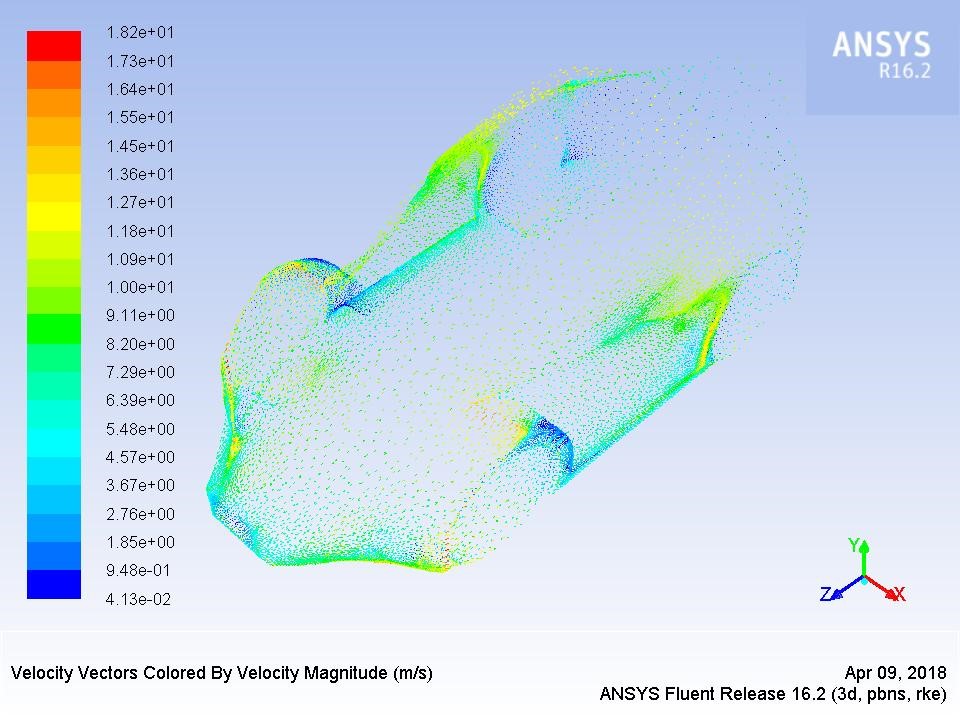 1.82e+01
1.73e+01
1.64e+01
1.55e+01
1.45e+01
1.36e+01
1.27e+01
1.18e+01
1.09e+01
1.00e+01
9.11e+00
8.20e+00
7.29e+00
6.39e+00
5.48e+00
4.57e+00
3.67e+00
2.76e+00
1.85e+00
9.48e-01
4.13e-02
ANSYS
R16.2
Y
Z
X
Velocity Vectors Colored By Velocity Magnitude (m/s)
Apr 09, 2018
ANSYS Fluent Release 16.2 (3d, pbns, rke)